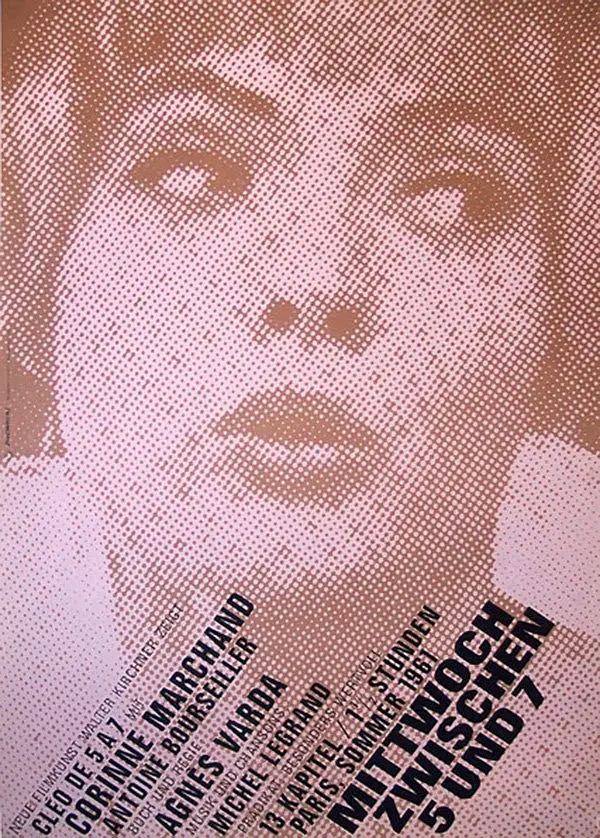 NEUE FILMKUNST WALTER KIRCHNER ZEIGT
CLEO DE 5 A 7 MIT
CORINNE MARCHAND
ANTOINE BOURSEILLER
BUCH UND REGIE
AGNES VARDA
MUSIK UND CHANSONS
MICHEL LEGRAND
PRÄDIKAT: BESONDERS WERTVOLL
13 KAPITEL / 1½ STUNDEN
PARIS, SOMMER 1961
MITTWOCH
ZWISCHEN
5 UND 7